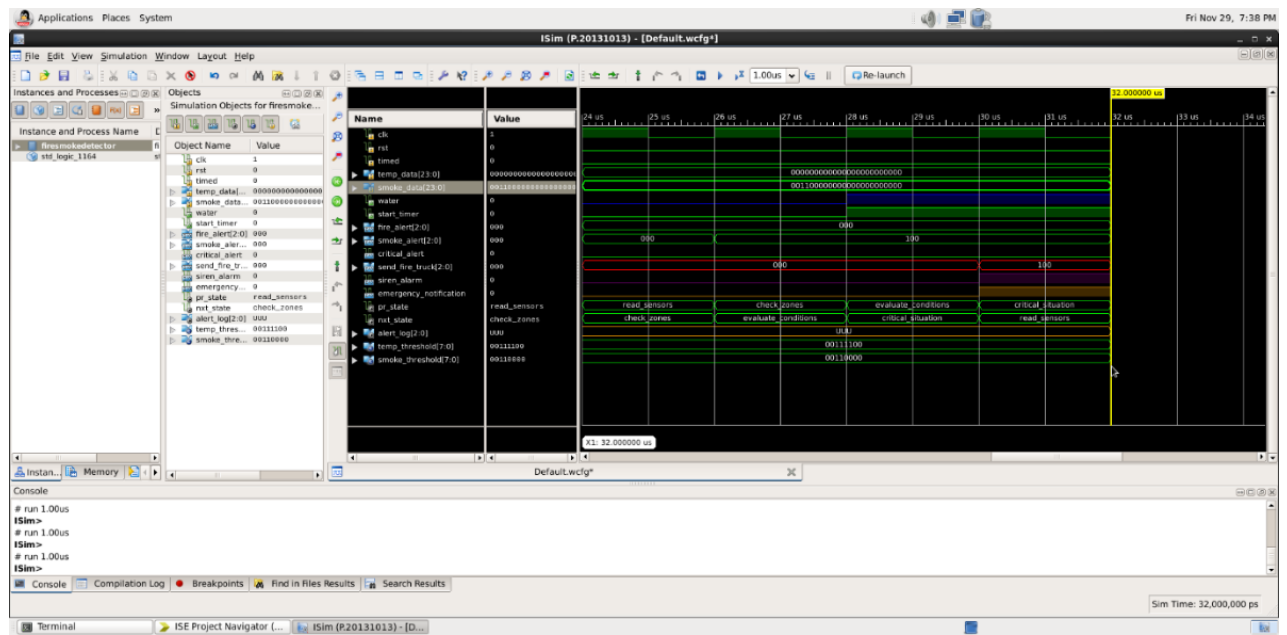 Applications Places System
Fri Nov 29, 7:38 PM
ISim (P.20131013) - [Default.wcfg*]
File Edit View Simulation Window Layout Help
1.00us
Re-launch
Instances and Processes
Instance and Process Name
firesmokedetector
std_logic_1164
Instan...
Memory
Objects
Simulation Objects for firesmoke...
Object Name Value
clk 1
rst 0
timed 0
temp_data[... 000000000000000
smoke_data...
water 0
start_timer 0
fire_alert[2:0] 000
smoke_aler... 000
critical_alert 0
send_fire_tr... 000
siren_alarm 0
emergency_... 0
pr_state read_sensors
nxt_state check_zones
alert_log[2:0] UUU
temp_thres... 00111100
smoke_thre... 00110000
Name Value
clk 1
rst 0
timed 0
temp_data[23:0]
smoke_data[23:0]
water 0
start_timer 0
fire_alert[2:0] 000
smoke_alert[2:0] 000
critical_alert 0
send_fire_truck[2:0] 000
siren_alarm 0
emergency_notification 0
pr_state read_sensors
nxt_state check_zones
alert_log[2:0] UUU
temp_threshold[7:0] 00111100
smoke_threshold[7:0] 00110000
32.000000 us
24 us 25 us 26 us 27 us 28 us 29 us 30 us 31 us 32 us 33 us 34 us
000000000000000000000000
001100000000000000000000
000
000 100
000 100
read_sensors check_zones evaluate_conditions critical_situation
check_zones evaluate_conditions critical_situation read_sensors
UUU
00111100
00110000
X1: 32.000000 us
Default.wcfg*
Console
# run 1.00us
ISim>
# run 1.00us
ISim>
# run 1.00us
ISim>
Console Compilation Log Breakpoints Find in Files Results Search Results
Sim Time: 32,000,000 ps
Terminal ISE Project Navigator (... ISim (P.20131013) - [D...